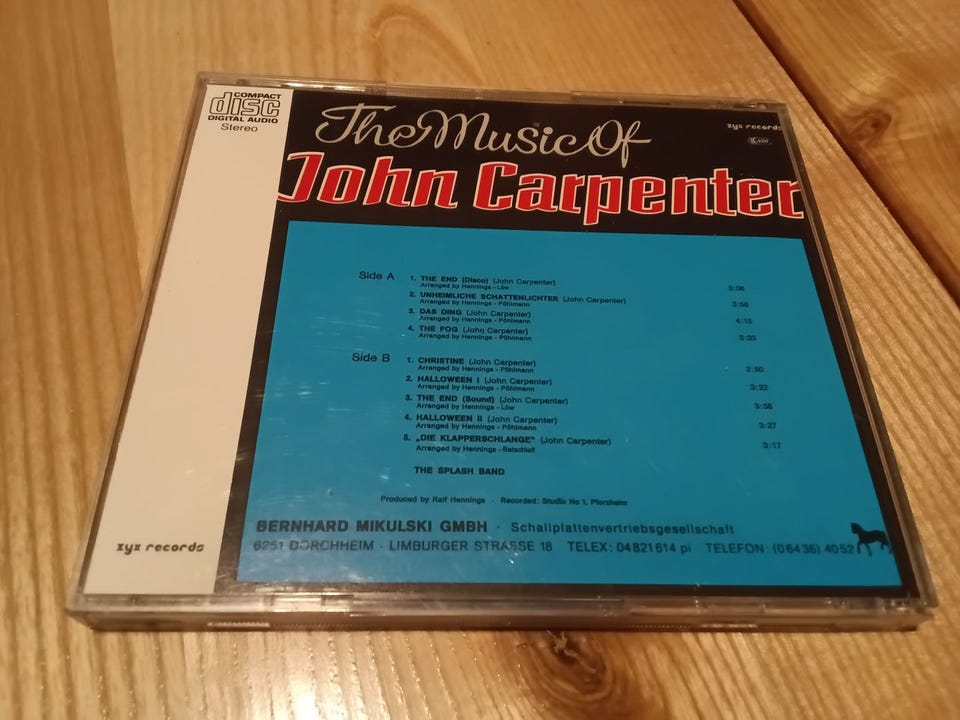 COMPACT
disc
DIGITAL AUDIO
Stereo
The Music Of
zyx records
John Carpenter
Side A
1. THE END (Disco) (John Carpenter) 5:08
Arranged by Hennings - Löw
2. UNHEIMLICHE SCHATTENLICHTER (John Carpenter) 3:56
Arranged by Hennings - Pöhlmann
3. DAS DING (John Carpenter) 4:15
Arranged by Hennings - Pöhlmann
4. THE FOG (John Carpenter) 3:33
Arranged by Hennings - Pöhlmann
Side B
1. CHRISTINE (John Carpenter) 2:50
Arranged by Hennings - Pöhlmann
2. HALLOWEEN I (John Carpenter) 3:22
Arranged by Hennings - Pöhlmann
3. THE END (Sound) (John Carpenter) 3:58
Arranged by Hennings - Löw
4. HALLOWEEN II (John Carpenter) 3:27
Arranged by Hennings - Pöhlmann
5. „DIE KLAPPERSCHLANGE" (John Carpenter) 3:17
Arranged by Hennings - Batschleff
THE SPLASH BAND
Produced by Ralf Hennings · Recorded: Studio No 1, Pforzheim
BERNHARD MIKULSKI GMBH · Schallplattenvertriebsgesellschaft
6251 DORCHHEIM · LIMBURGER STRASSE 18 TELEX: 04821614 pi TELEFON: (06436) 4052
zyx records